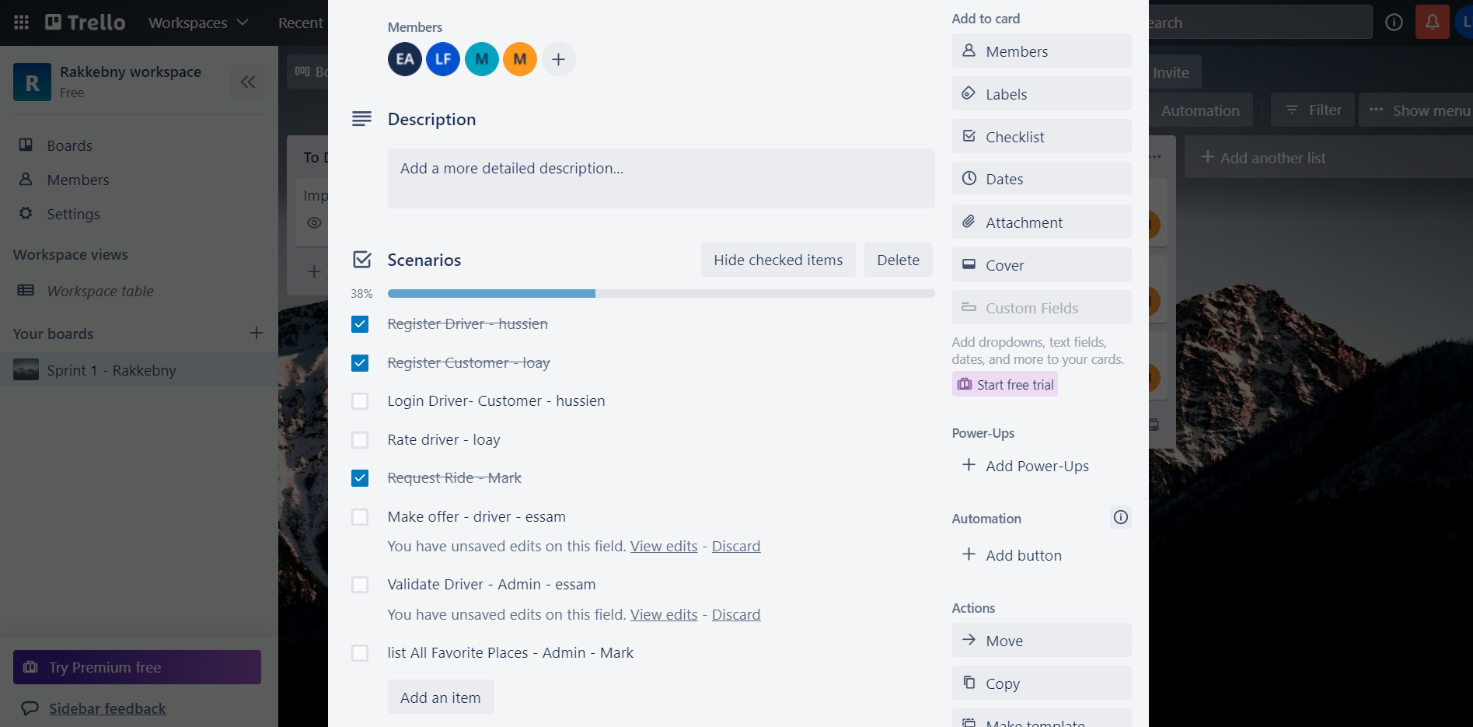 Trello
Workspaces
Recent
earch
L
Rakkebny workspace
R
Free
Boards
Members
Settings
Workspace views
Workspace table
Your boards
Sprint 1 - Rakkebny
Try Premium free
Sidebar feedback
Bo
To D
Imp
Invite
Automation
Filter
Show menu
Add another list
Members
EA
LF
M
M
Description
Add a more detailed description...
Scenarios
Hide checked items
Delete
38%
Register Driver - hussien
Register Customer - loay
Login Driver- Customer - hussien
Rate driver - loay
Request Ride - Mark
Make offer - driver - essam
You have unsaved edits on this field. View edits - Discard
Validate Driver - Admin - essam
You have unsaved edits on this field. View edits - Discard
list All Favorite Places - Admin - Mark
Add an item
Add to card
Members
Labels
Checklist
Dates
Attachment
Cover
Custom Fields
Add dropdowns, text fields,
dates, and more to your cards.
Start free trial
Power-Ups
Add Power-Ups
Automation
Add button
Actions
Move
Copy
Make template